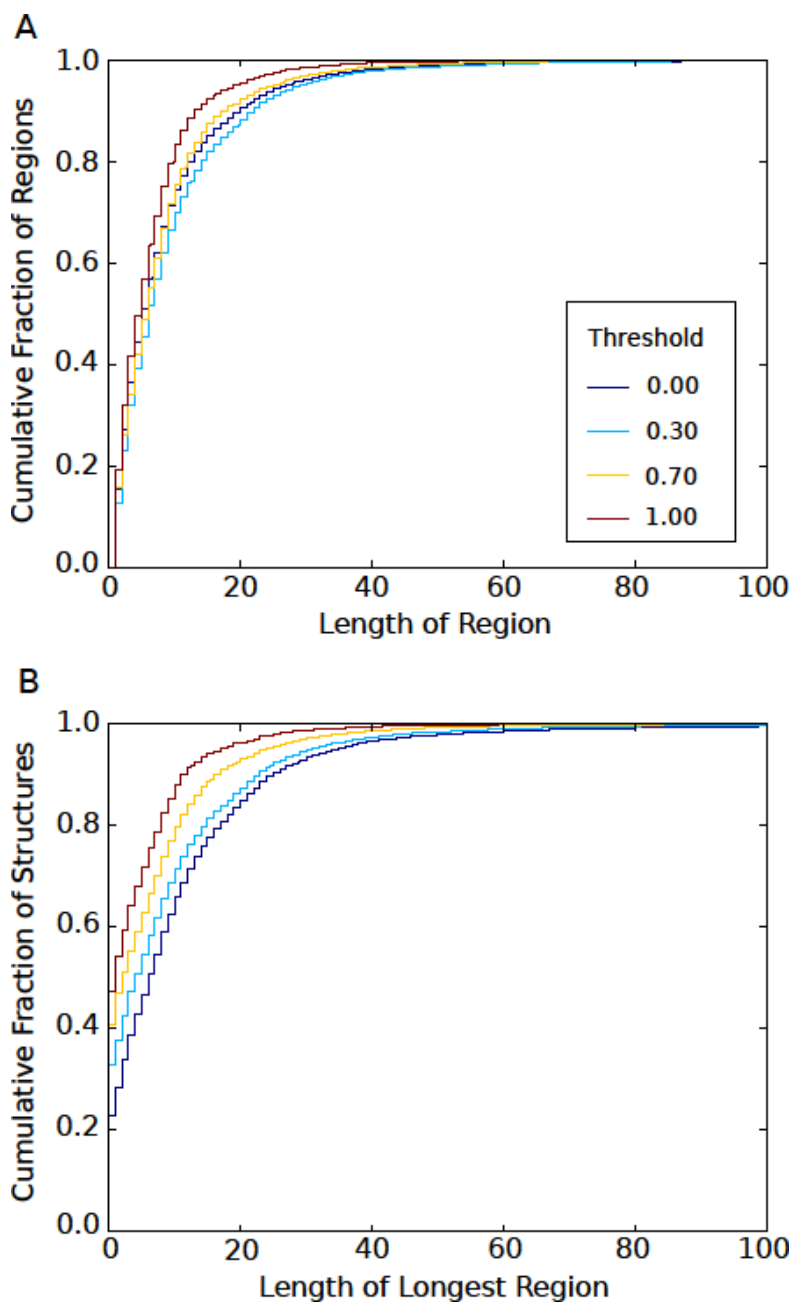 A
Cumulative Fraction of Regions
1.0
0.8
0.6
0.4
0.2
0.0
Threshold
0.00
0.30
0.70
1.00
0 20 40 60 80 100
Length of Region
B
Cumulative Fraction of Structures
1.0
0.8
0.6
0.4
0.2
0.0
0 20 40 60 80 100
Length of Longest Region